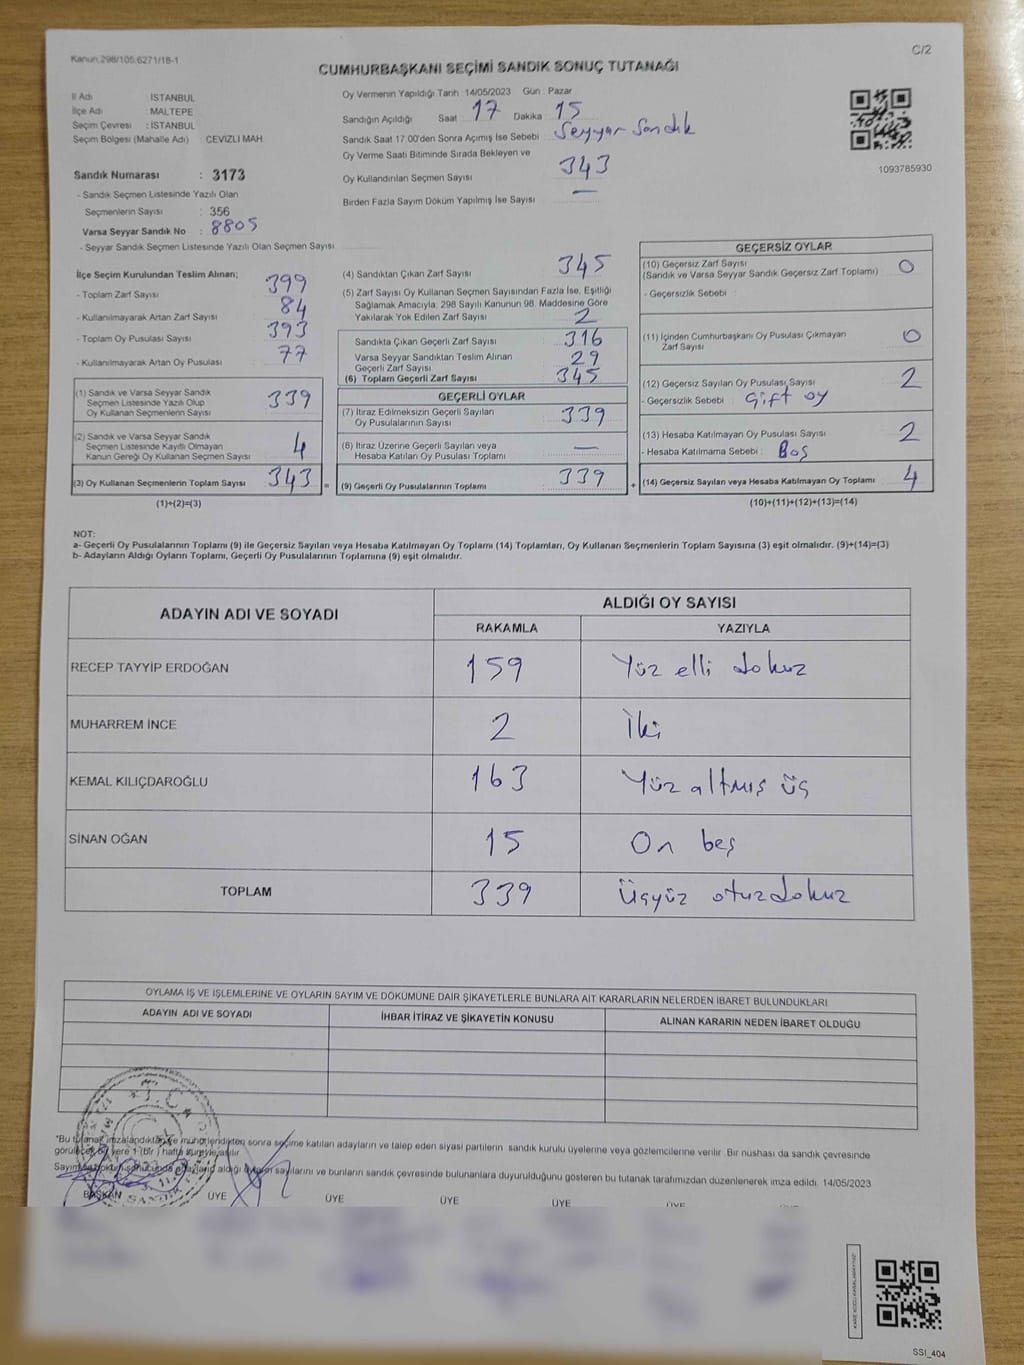 Kanun:298/105.6271/18-1
C/2
CUMHURBAŞKANI SEÇİMİ SANDIK SONUÇ TUTANAĞI
İl Adı İSTANBUL
İlçe Adı MALTEPE
Seçim Çevresi : İSTANBUL
Seçim Bölgesi (Mahalle Adı) : CEVİZLİ MAH
Sandık Numarası : 3173
- Sandık Seçmen Listesinde Yazılı Olan
Seçmenlerin Sayısı : 356
Varsa Seyyar Sandık No : 8805
- Seyyar Sandık Seçmen Listesinde Yazılı Olan Seçmen Sayısı
Oy Vermenin Yapıldığı Tarih :14/05/2023 Gün : Pazar
Sandığın Açıldığı Saat 17 Dakika 15
Sandık Saat 17.00'den Sonra Açımış İse Sebebi Seyyar Sandık
Oy Verme Saati Bitiminde Sırada Bekleyen ve
Oy Kullandırılan Seçmen Sayısı 343
Birden Fazla Sayım Döküm Yapılmış İse Sayısı —
1093785930
İlçe Seçim Kurulundan Teslim Alınan;
- Toplam Zarf Sayısı 399
- Kullanılmayarak Artan Zarf Sayısı 84
- Toplam Oy Pusulası Sayısı 393
- Kullanılmayarak Artan Oy Pusulası 77
(1) Sandık ve Varsa Seyyar Sandık
Seçmen Listesinde Yazılı Olup
Oy Kullanan Seçmenlerin Sayısı 339
(2) Sandık ve Varsa Seyyar Sandık
Seçmen Listesinde Kayıtlı Olmayan
Kanun Gereği Oy Kullanan Seçmen Sayısı 4
(3) Oy Kullanan Seçmenlerin Toplam Sayısı 343 =
(1)+(2)=(3)
(4) Sandıktan Çıkan Zarf Sayısı 345
(5) Zarf Sayısı Oy Kullanan Seçmen Sayısından Fazla İse, Eşitliği
Sağlamak Amacıyla, 298 Sayılı Kanunun 98. Maddesine Göre
Yakılarak Yok Edilen Zarf Sayısı 2
Sandıkta Çıkan Geçerli Zarf Sayısı 316
Varsa Seyyar Sandıktan Teslim Alınan
Geçerli Zarf Sayısı 29
(6) Toplam Geçerli Zarf Sayısı 345
GEÇERLİ OYLAR
(7) İtiraz Edilmeksizin Geçerli Sayılan
Oy Pusulalarının Sayısı 339
(8) İtiraz Üzerine Geçerli Sayılan veya
Hesaba Katılan Oy Pusulası Toplamı —
(9) Geçerli Oy Pusulalarının Toplamı 339 +
GEÇERSİZ OYLAR
(10) Geçersiz Zarf Sayısı
(Sandık ve Varsa Seyyar Sandık Geçersiz Zarf Toplamı) 0
- Geçersizlik Sebebi :
(11) İçinden Cumhurbaşkanı Oy Pusulası Çıkmayan
Zarf Sayısı 0
(12) Geçersiz Sayılan Oy Pusulası Sayısı 2
- Geçersizlik Sebebi : Çift oy
(13) Hesaba Katılmayan Oy Pusulası Sayısı 2
- Hesaba Katılmama Sebebi : Boş
(14) Geçersiz Sayılan veya Hesaba Katılmayan Oy Toplamı 4
(10)+(11)+(12)+(13)=(14)
NOT:
a- Geçerli Oy Pusulalarının Toplamı (9) ile Geçersiz Sayılan veya Hesaba Katılmayan Oy Toplamı (14) Toplamları, Oy Kullanan Seçmenlerin Toplam Sayısına (3) eşit olmalıdır. (9)+(14)=(3)
b- Adayların Aldığı Oyların Toplamı, Geçerli Oy Pusulalarının Toplamına (9) eşit olmalıdır.
ADAYIN ADI VE SOYADI
ALDIĞI OY SAYISI
RAKAMLA YAZIYLA
RECEP TAYYİP ERDOĞAN 159 Yüz elli dokuz
MUHARREM İNCE 2 İki
KEMAL KILIÇDAROĞLU 163 Yüz altmış üç
SİNAN OĞAN 15 On beş
TOPLAM 339 Üçyüz otuzdokuz
OYLAMA İŞ VE İŞLEMLERİNE VE OYLARIN SAYIM VE DÖKÜMÜNE DAİR ŞİKAYETLERLE BUNLARA AİT KARARLARIN NELERDEN İBARET BULUNDUKLARI
ADAYIN ADI VE SOYADI İHBAR İTİRAZ VE ŞİKAYETİN KONUSU ALINAN KARARIN NEDEN İBARET OLDUĞU
*Bu tutanak imzalandıktan ve mühürlendikten sonra seçime katılan adayların ve talep eden siyasi partilerin sandık kurulu üyelerine veya gözlemcilerine verilir. Bir nüshası da sandık çevresinde
görülecek bir yere 1 (bir) hafta süreyle asılır
Sayım ve döküm sonucunda adayların aldığı oyların sayılarını ve bunların sandık çevresinde bulunanlara duyurulduğunu gösteren bu tutanak tarafımızdan düzenlenerek imza edildi. 14/05/2023
BAŞKAN ÜYE ÜYE ÜYE ÜYE ÜYE
SSI_404